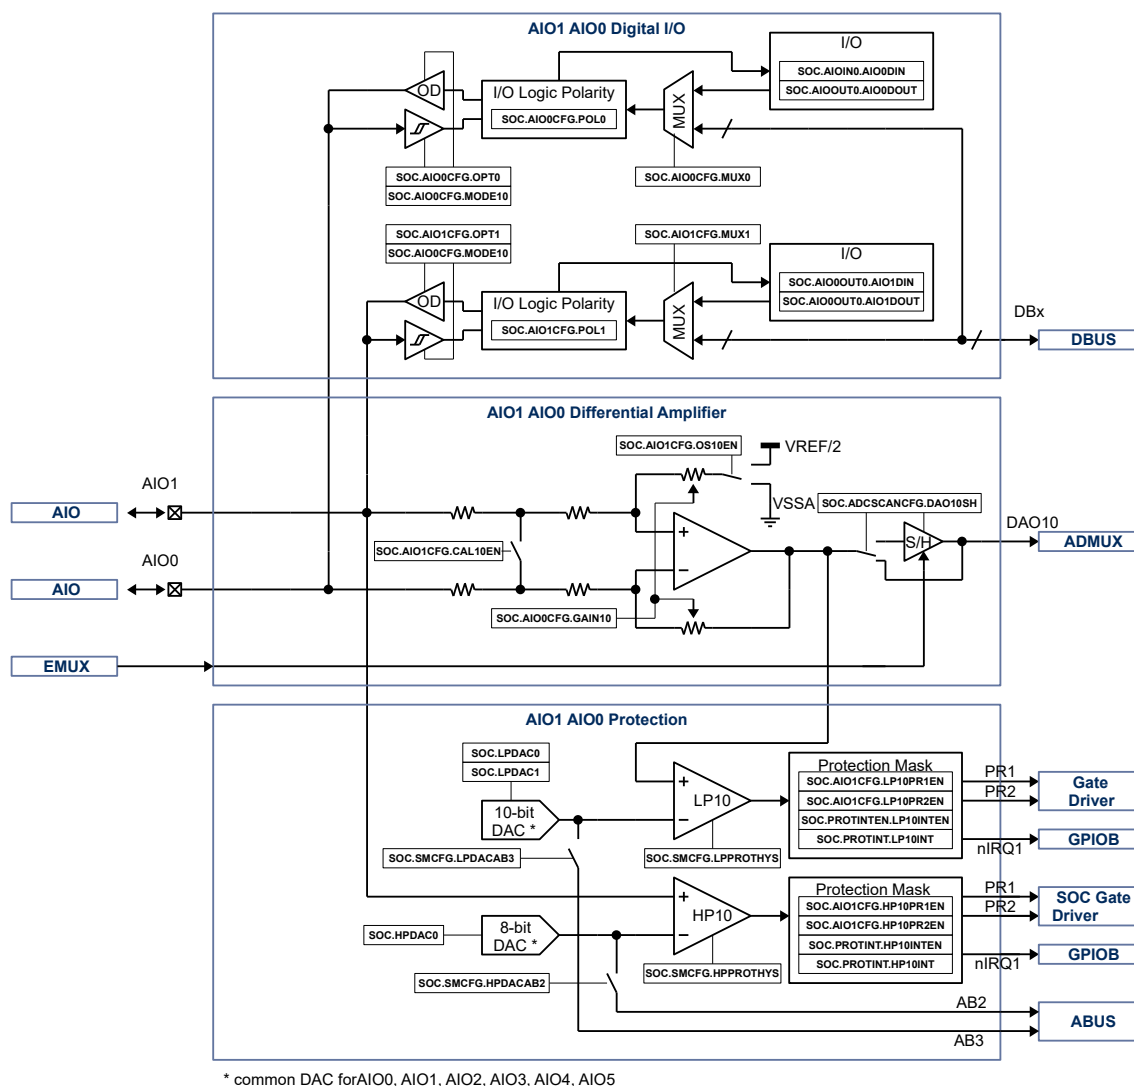 AIO1 AIO0 Digital I/O
I/O
SOC.AIOIN0.AIO0DIN
SOC.AIOOUT0.AIO0DOUT
OD
I/O Logic Polarity
SOC.AIO0CFG.POL0
MUX
SOC.AIO0CFG.OPT0
SOC.AIO0CFG.MODE10
SOC.AIO0CFG.MUX0
SOC.AIO1CFG.OPT1
SOC.AIO0CFG.MODE10
SOC.AIO1CFG.MUX1
I/O
SOC.AIO0OUT0.AIO1DIN
SOC.AIO0OUT0.AIO1DOUT
OD
I/O Logic Polarity
SOC.AIO1CFG.POL1
MUX
DBx
DBUS
AIO1 AIO0 Differential Amplifier
SOC.AIO1CFG.OS10EN
VREF/2
AIO1
AIO
VSSA
SOC.ADCSCANCFG.DAO10SH
DAO10
ADMUX
+
S/H
SOC.AIO1CFG.CAL10EN
AIO0
AIO
−
SOC.AIO0CFG.GAIN10
EMUX
AIO1 AIO0 Protection
SOC.LPDAC0
SOC.LPDAC1
10-bit
DAC *
+
LP10
−
Protection Mask
SOC.AIO1CFG.LP10PR1EN
SOC.AIO1CFG.LP10PR2EN
SOC.PROTINTEN.LP10INTEN
SOC.PROTINT.LP10INT
PR1
PR2
Gate
Driver
nIRQ1
GPIOB
SOC.SMCFG.LPDACAB3
SOC.SMCFG.LPPROTHYS
SOC.HPDAC0
8-bit
DAC *
+
HP10
−
Protection Mask
SOC.AIO1CFG.HP10PR1EN
SOC.AIO1CFG.HP10PR2EN
SOC.PROTINT.HP10INTEN
SOC.PROTINT.HP10INT
PR1
PR2
SOC Gate
Driver
nIRQ1
GPIOB
SOC.SMCFG.HPDACAB2
SOC.SMCFG.HPPROTHYS
AB2
AB3
ABUS
* common DAC forAIO0, AIO1, AIO2, AIO3, AIO4, AIO5